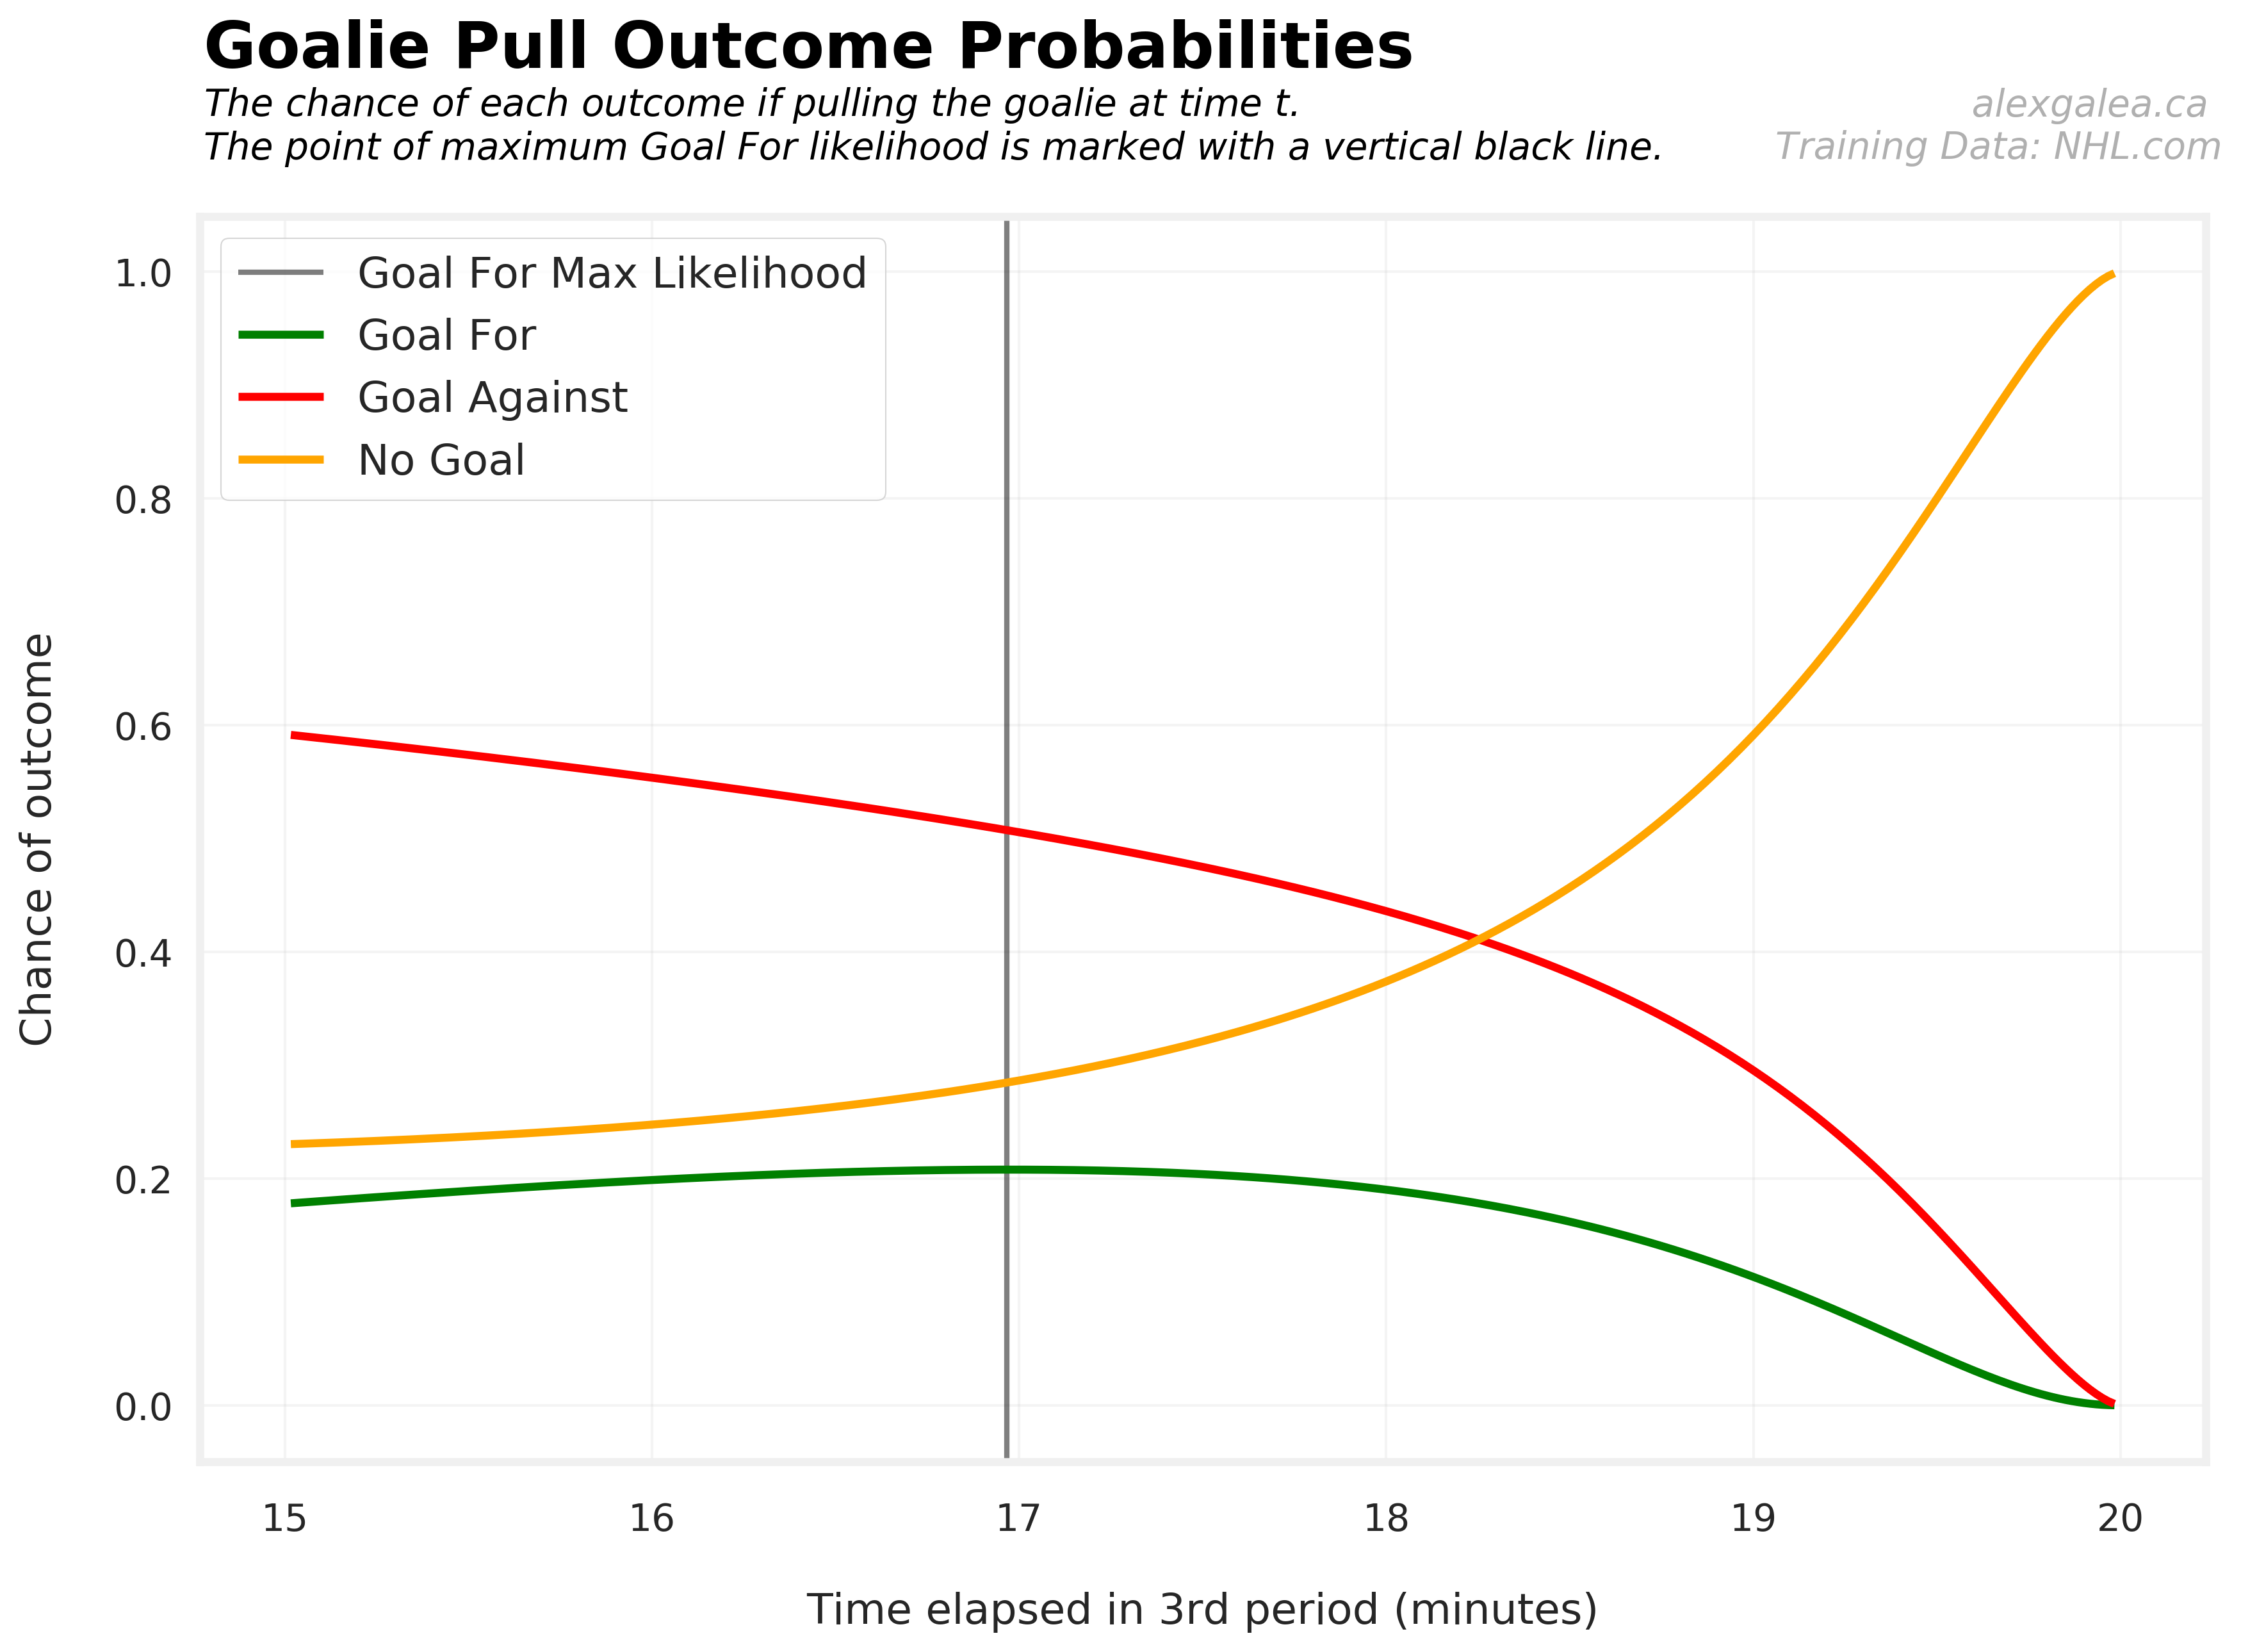 Goalie Pull Outcome Probabilities
The chance of each outcome if pulling the goalie at time t.
The point of maximum Goal For likelihood is marked with a vertical black line.
alexgalea.ca
Training Data: NHL.com
Goal For Max Likelihood
Goal For
Goal Against
No Goal
1.0
0.8
0.6
0.4
0.2
0.0
Chance of outcome
15 16 17 18 19 20
Time elapsed in 3rd period (minutes)